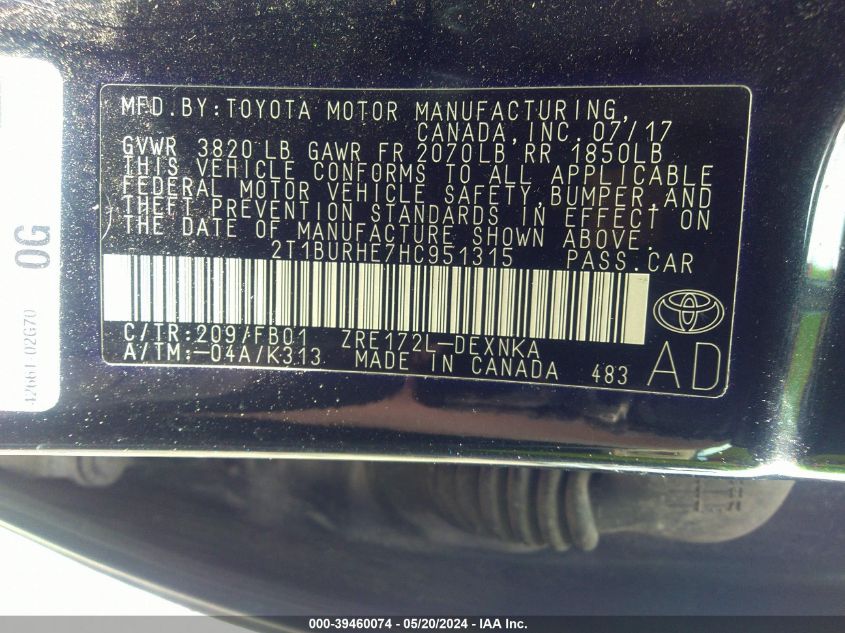 MFD.BY:TOYOTA MOTOR MANUFACTURING,
CANADA,INC. 07/17
GVWR 3820 LB GAWR FR 2070LB RR 1850LB
THIS VEHICLE CONFORMS TO ALL APPLICABLE
FEDERAL MOTOR VEHICLE SAFETY,BUMPER,AND
THEFT PREVENTION STANDARDS IN EFFECT ON
THE DATE OF MANUFACTURE SHOWN ABOVE.
2T1BURHE7HC951315 PASS.CAR
C/TR:209/FB01 ZRE172L-DEXNKA
A/TM:-04A/K313 MADE IN CANADA 483
AD
0G
42661-02G70
000-39460074 / 05/20/2024 - IAA Inc.